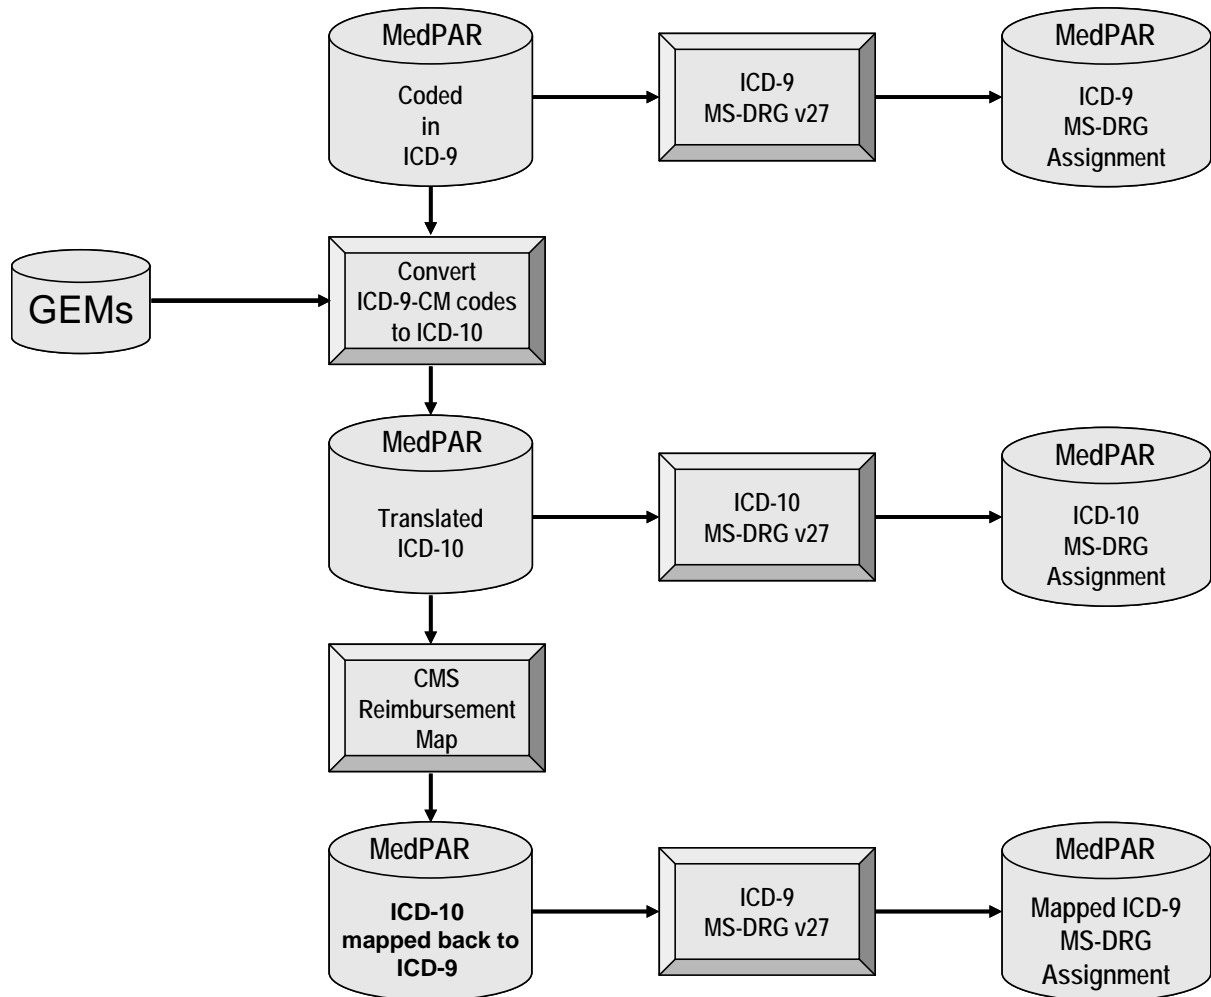 MedPAR
Coded
in
ICD-9
ICD-9
MS-DRG v27
MedPAR
ICD-9
MS-DRG
Assignment
GEMs
Convert
ICD-9-CM codes
to ICD-10
MedPAR
Translated
ICD-10
ICD-10
MS-DRG v27
MedPAR
ICD-10
MS-DRG
Assignment
CMS
Reimbursement
Map
MedPAR
ICD-10
mapped back to
ICD-9
ICD-9
MS-DRG v27
MedPAR
Mapped ICD-9
MS-DRG
Assignment